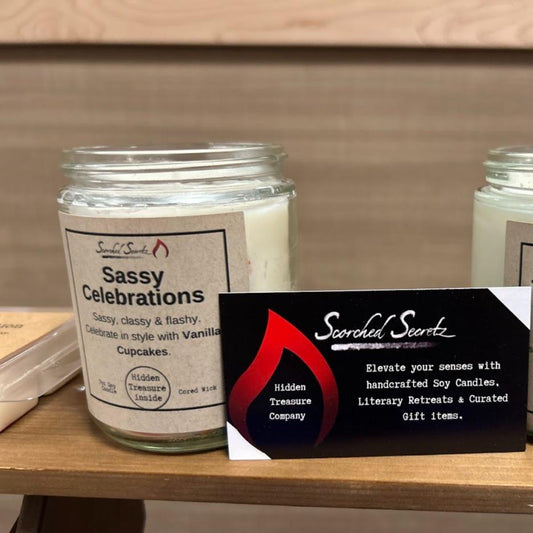 Scorched Secretz
Sassy
Celebrations
Sassy, classy & flashy.
Celebrate in style with Vanilla
Cupcakes.
Hidden
Treasure
inside
Cored Wick
Scorched Secretz
Elevate your senses with
handcrafted Soy Candles,
Literary Retreats & Curated
Gift items.
Hidden
Treasure
Company